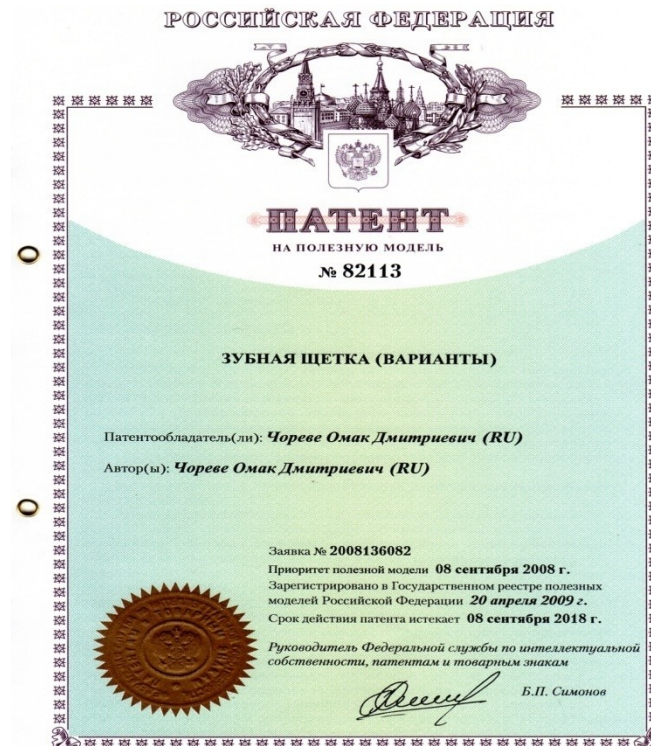 РОССИЙСКАЯ ФЕДЕРАЦИЯ
ПАТЕНТ
НА ПОЛЕЗНУЮ МОДЕЛЬ
№ 82113
ЗУБНАЯ ЩЕТКА (ВАРИАНТЫ)
Патентообладатель(ли): Чореве Омак Дмитриевич (RU)
Автор(ы): Чореве Омак Дмитриевич (RU)
Заявка № 2008136082
Приоритет полезной модели 08 сентября 2008 г.
Зарегистрировано в Государственном реестре полезных
моделей Российской Федерации 20 апреля 2009 г.
Срок действия патента истекает 08 сентября 2018 г.
Руководитель Федеральной службы по интеллектуальной
собственности, патентам и товарным знакам
Б.П. Симонов